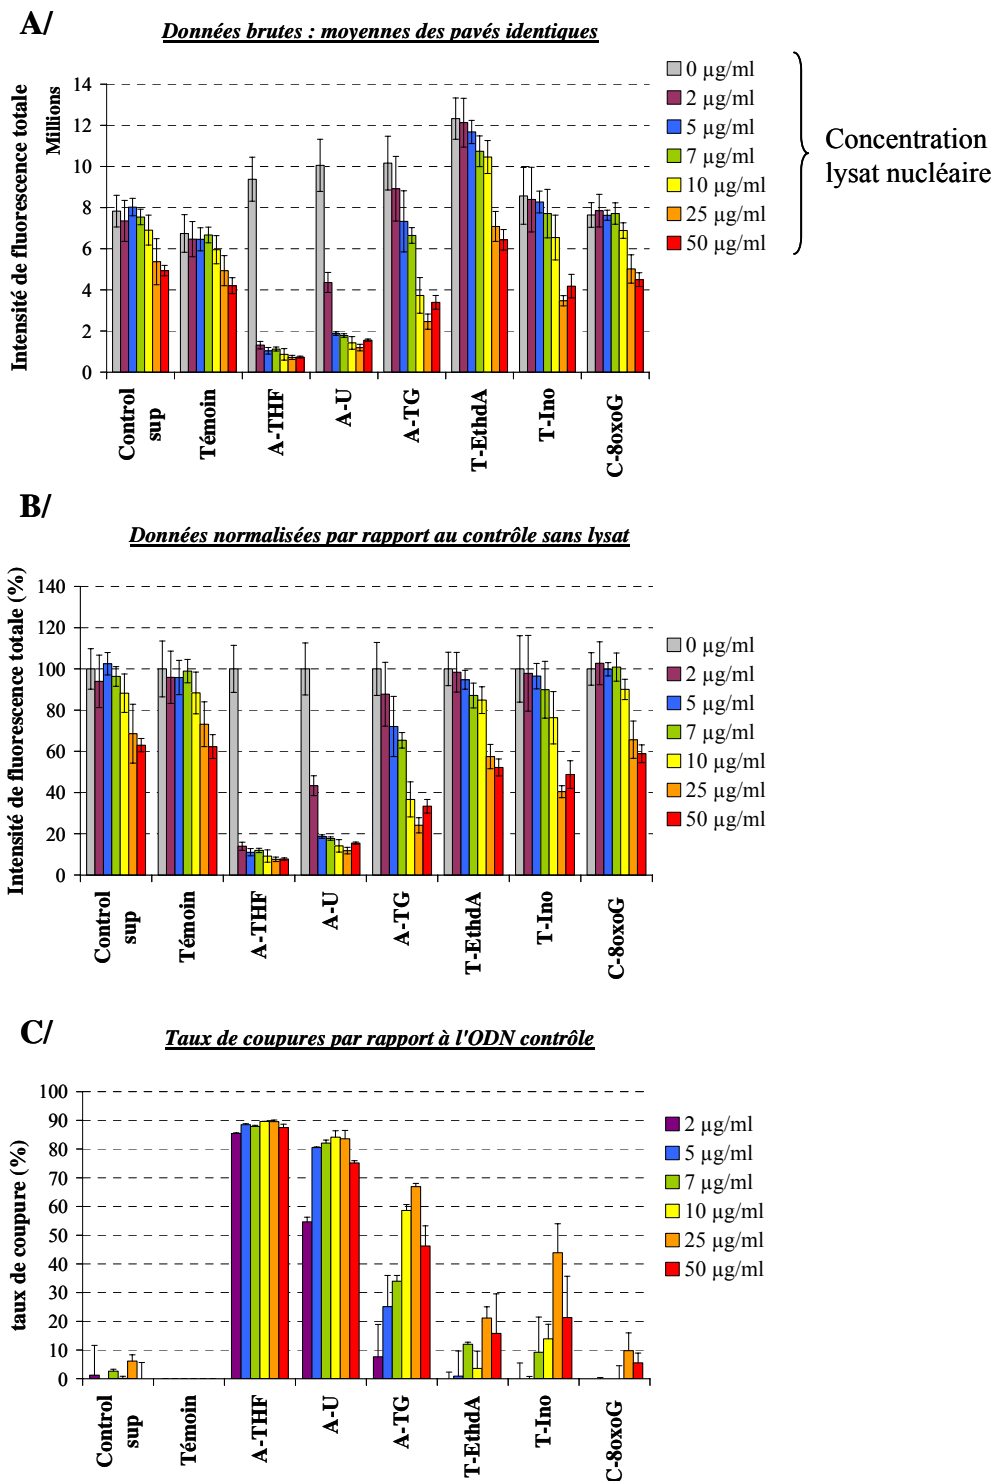 A/
Données brutes : moyennes des pavés identiques
Intensité de fluorescence totale
Millions
14
12
10
8
6
4
2
0
Control sup
Témoin
A-THF
A-U
A-TG
T-EthdA
T-Ino
C-8oxoG
0 µg/ml
2 µg/ml
5 µg/ml
7 µg/ml
10 µg/ml
25 µg/ml
50 µg/ml
Concentration
lysat nucléaire
B/
Données normalisées par rapport au contrôle sans lysat
Intensité de fluorescence totale (%)
140
120
100
80
60
40
20
0
Control sup
Témoin
A-THF
A-U
A-TG
T-EthdA
T-Ino
C-8oxoG
0 µg/ml
2 µg/ml
5 µg/ml
7 µg/ml
10 µg/ml
25 µg/ml
50 µg/ml
C/
Taux de coupures par rapport à l'ODN contrôle
taux de coupure (%)
100
90
80
70
60
50
40
30
20
10
0
Control sup
Témoin
A-THF
A-U
A-TG
T-EthdA
T-Ino
C-8oxoG
2 µg/ml
5 µg/ml
7 µg/ml
10 µg/ml
25 µg/ml
50 µg/ml